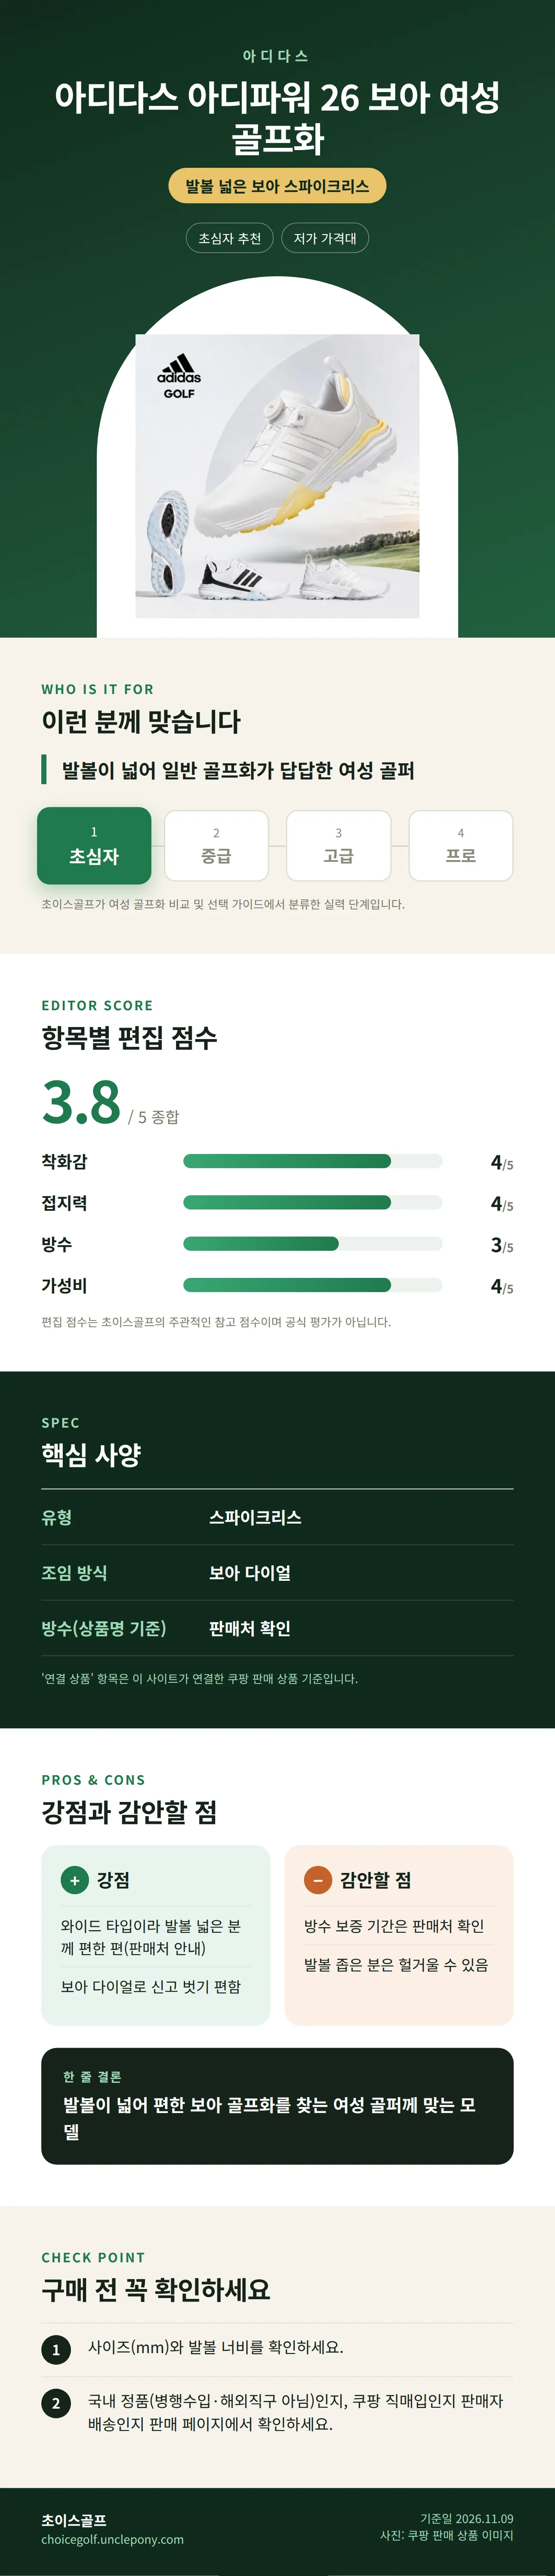 아디다스
아디다스 아디파워 26 보아 여성
골프화
발볼 넓은 보아 스파이크리스
초심자 추천
저가 가격대
adidas
GOLF
WHO IS IT FOR
이런 분께 맞습니다
발볼이 넓어 일반 골프화가 답답한 여성 골퍼
1
초심자
2
중급
3
고급
4
프로
초이스골프가 여성 골프화 비교 및 선택 가이드에서 분류한 실력 단계입니다.
EDITOR SCORE
항목별 편집 점수
3.8 / 5 종합
착화감 4/5
접지력 4/5
방수 3/5
가성비 4/5
편집 점수는 초이스골프의 주관적인 참고 점수이며 공식 평가가 아닙니다.
SPEC
핵심 사양
유형 스파이크리스
조임 방식 보아 다이얼
방수(상품명 기준) 판매처 확인
'연결 상품' 항목은 이 사이트가 연결한 쿠팡 판매 상품 기준입니다.
PROS & CONS
강점과 감안할 점
+ 강점
와이드 타입이라 발볼 넓은 분
께 편한 편(판매처 안내)
보아 다이얼로 신고 벗기 편함
− 감안할 점
방수 보증 기간은 판매처 확인
발볼 좁은 분은 헐거울 수 있음
한 줄 결론
발볼이 넓어 편한 보아 골프화를 찾는 여성 골퍼께 맞는 모
델
CHECK POINT
구매 전 꼭 확인하세요
1 사이즈(mm)와 발볼 너비를 확인하세요.
2 국내 정품(병행수입·해외직구 아님)인지, 쿠팡 직매입인지 판매자
배송인지 판매 페이지에서 확인하세요.
초이스골프
choicegolf.unclepony.com
기준일 2026.11.09
사진: 쿠팡 판매 상품 이미지